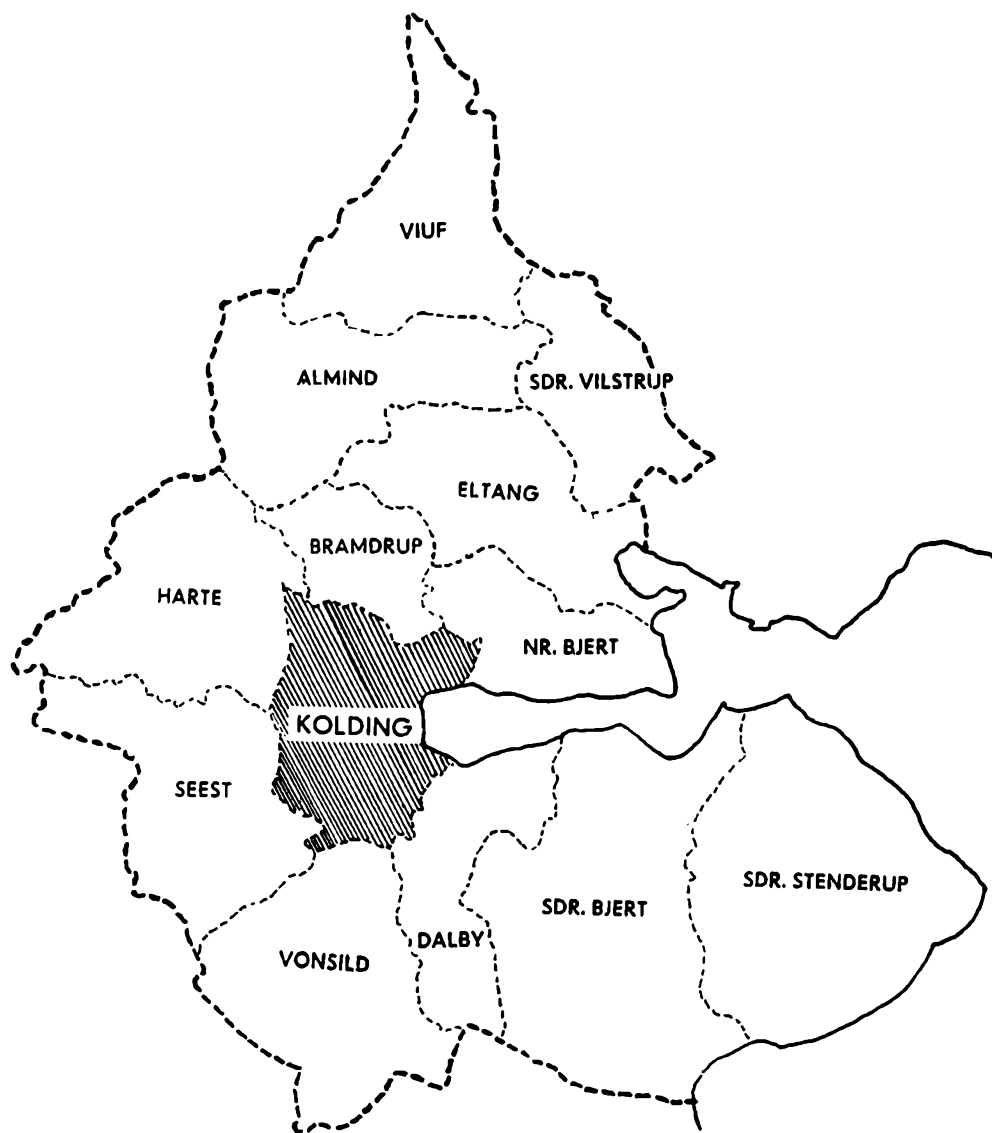 VIUF
ALMIND
SDR. VILSTRUP
ELTANG
BRAMDRUP
HARTE
NR. BJERT
KOLDING
SEEST
SDR. STENDERUP
SDR. BJERT
DALBY
VONSILD